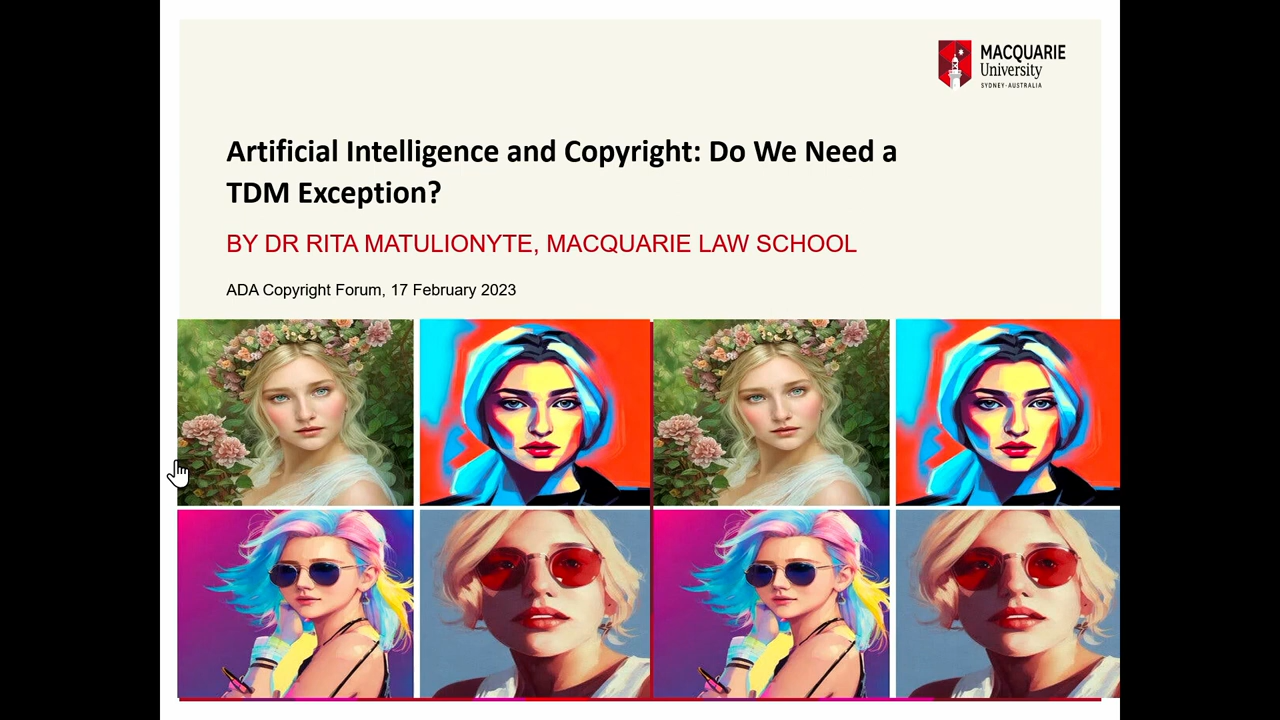 MACQUARIE
University
SYDNEY·AUSTRALIA
Artificial Intelligence and Copyright: Do We Need a
TDM Exception?
BY DR RITA MATULIONYTE, MACQUARIE LAW SCHOOL
ADA Copyright Forum, 17 February 2023